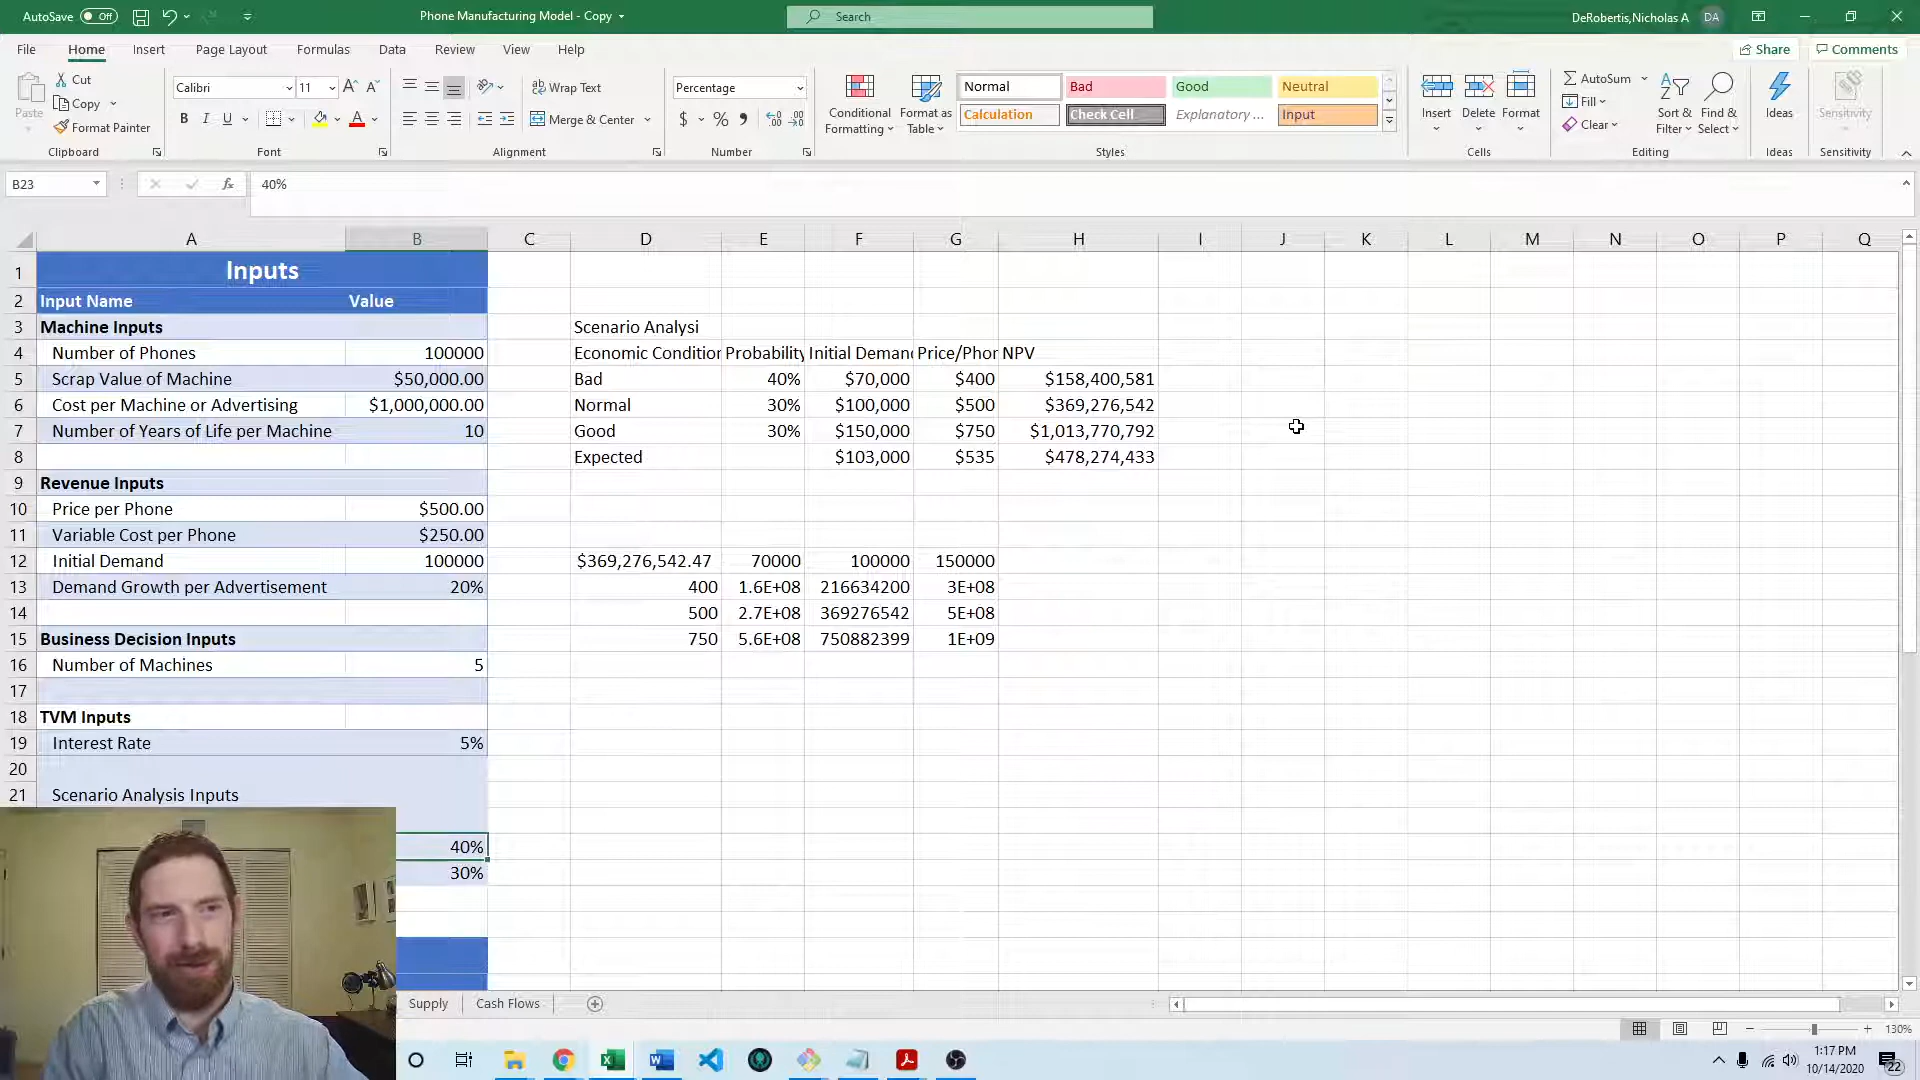 AutoSave Off Phone Manufacturing Model - Copy Search DeRobertis,Nicholas A DA
File Home Insert Page Layout Formulas Data Review View Help Share Comments
Paste Cut Copy Format Painter Calibri 11 Wrap Text Merge & Center Percentage
Conditional Formatting Format as Table Normal Bad Good Neutral
Calculation Check Cell Explanatory ... Input
Insert Delete Format AutoSum Fill Clear Sort & Filter Find & Select Ideas Sensitivity
Clipboard Font Alignment Number Styles Cells Editing Ideas Sensitivity
B23 fx 40%
A B C D E F G H I J K L M N O P Q
1 Inputs
2 Input Name Value
3 Machine Inputs Scenario Analysi
4 Number of Phones 100000 Economic Condition Probability Initial Demand Price/Phor NPV
5 Scrap Value of Machine $50,000.00 Bad 40% $70,000 $400 $158,400,581
6 Cost per Machine or Advertising $1,000,000.00 Normal 30% $100,000 $500 $369,276,542
7 Number of Years of Life per Machine 10 Good 30% $150,000 $750 $1,013,770,792
8 Expected $103,000 $535 $478,274,433
9 Revenue Inputs
10 Price per Phone $500.00
11 Variable Cost per Phone $250.00
12 Initial Demand 100000 $369,276,542.47 70000 100000 150000
13 Demand Growth per Advertisement 20% 400 1.6E+08 216634200 3E+08
14 500 2.7E+08 369276542 5E+08
15 Business Decision Inputs 750 5.6E+08 750882399 1E+09
16 Number of Machines 5
17
18 TVM Inputs
19 Interest Rate 5%
20
21 Scenario Analysis Inputs
40%
30%
Supply Cash Flows
130%
1:17 PM
10/14/2020
22